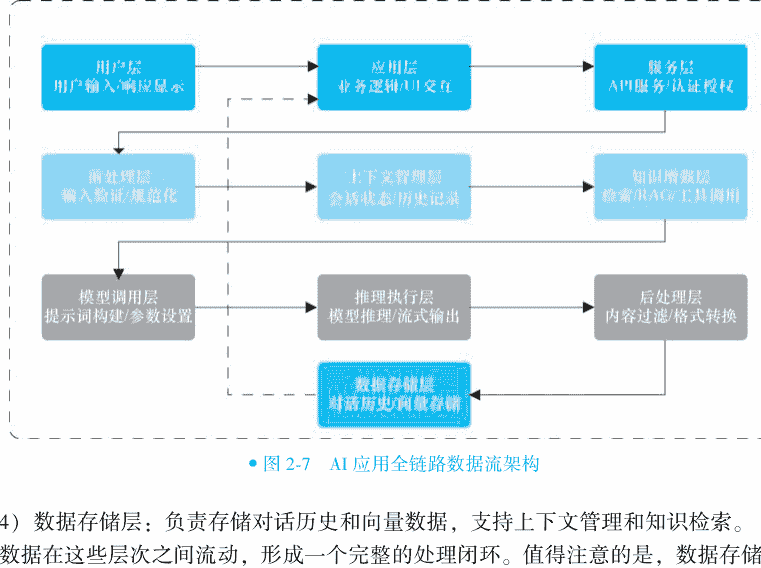 用户层
用户输入/响应显示
应用层
业务逻辑/UI交互
服务层
API服务/认证授权
前处理层
输入验证/规范化
上下文管理层
会话状态/历史记录
知识增强层
检索/RAG/工具调用
模型调用层
提示词构建/参数设置
推理执行层
模型推理/流式输出
后处理层
内容过滤/格式转换
数据存储层
对话历史/向量存储
图 2-7 AI 应用全链路数据流架构
4）数据存储层：负责存储对话历史和向量数据，支持上下文管理和知识检索。
数据在这些层次之间流动，形成一个完整的处理闭环。值得注意的是，数据存储